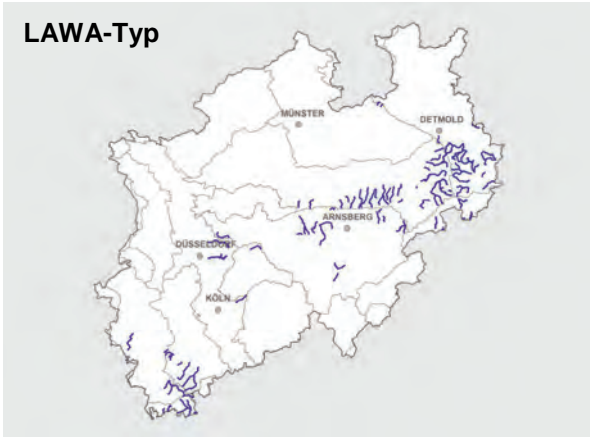 LAWA-Typ
MÜNSTER
DETMOLD
ARNSBERG
DÜSSELDORF
KÖLN